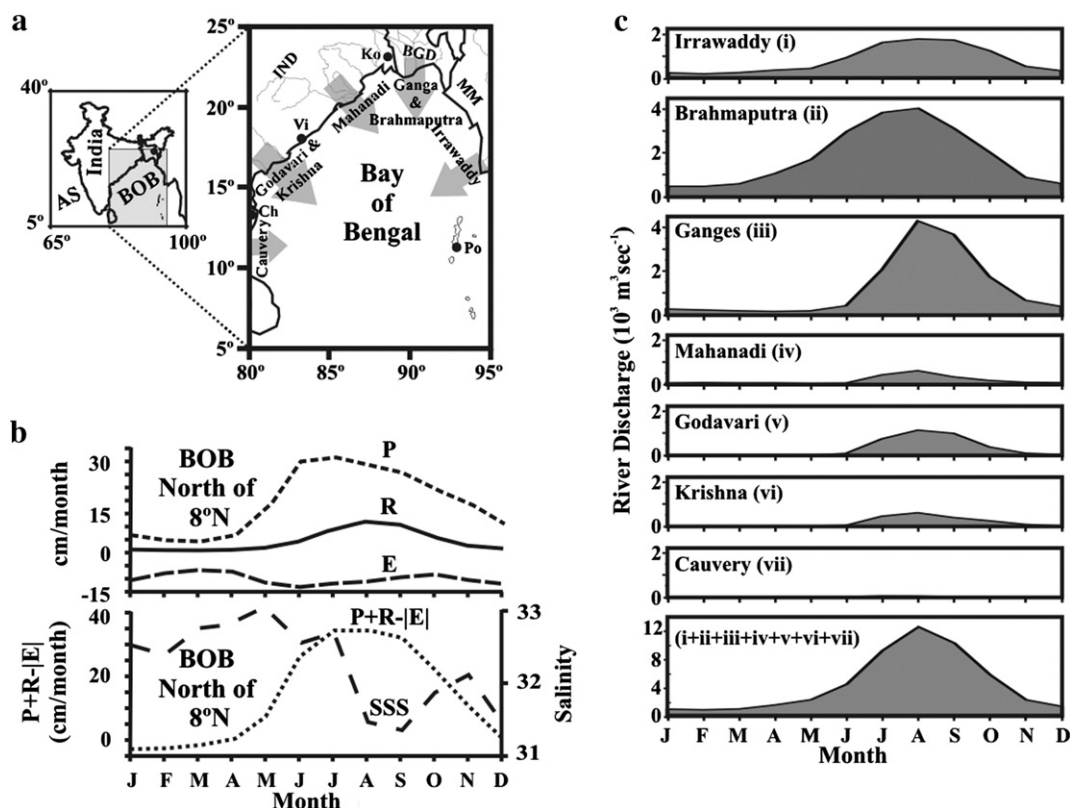 a
40º
5º
65º
100º
India
AS
BOB
25º
20º
15º
10º
5º
80º
85º
90º
95º
IND
Ko
BGD
MM
Mahanadi
Ganga
&
Brahmaputra
Irrawaddy
Vi
Godavari &
Krishna
Ch
Cauvery
Bay
of
Bengal
Po
b
30
15
0
-15
cm/month
BOB
North of
8ºN
P
R
E
40
20
0
P+R-|E|
(cm/month)
BOB
North of
8ºN
P+R-|E|
SSS
33
32
31
Salinity
J F M A M J J A S O N D
Month
c
River Discharge (10³ m³sec⁻¹)
Irrawaddy (i)
2
0
Brahmaputra (ii)
4
2
0
Ganges (iii)
4
2
0
Mahanadi (iv)
2
0
Godavari (v)
2
0
Krishna (vi)
2
0
Cauvery (vii)
2
0
(i+ii+iii+iv+v+vi+vii)
12
8
4
0
J F M A M J J A S O N D
Month